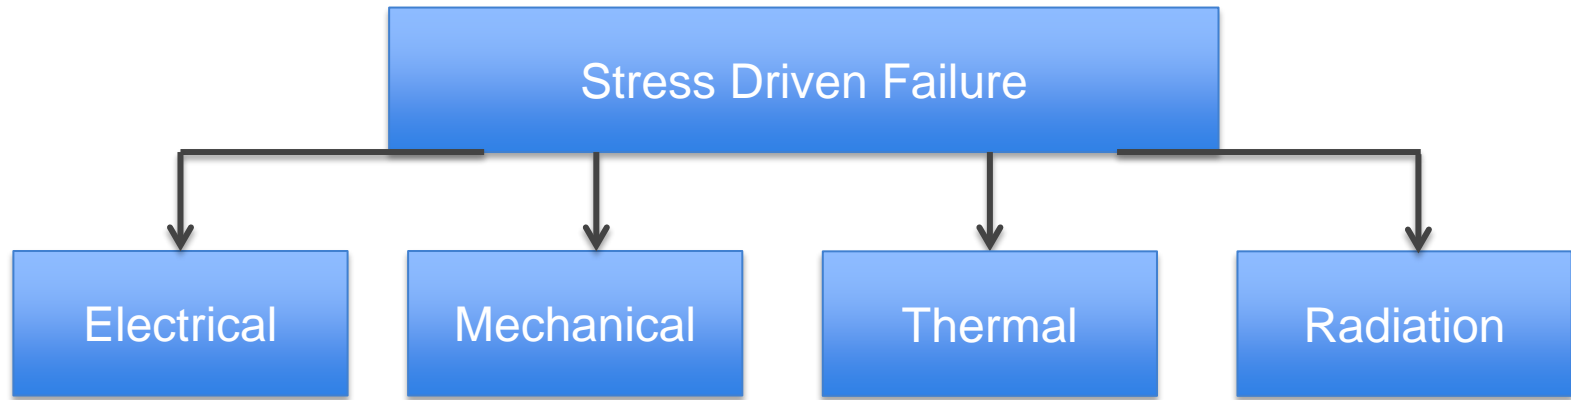 Stress Driven Failure
Electrical
Mechanical
Thermal
Radiation